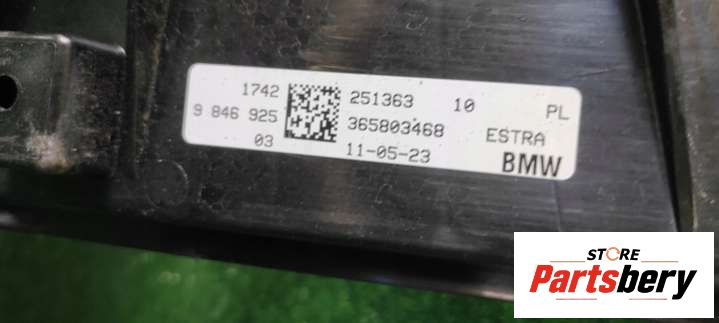 1742 251363 10 PL
9 846 925 365803468 ESTRA
03 11-05-23 BMW
STORE
Partsbery